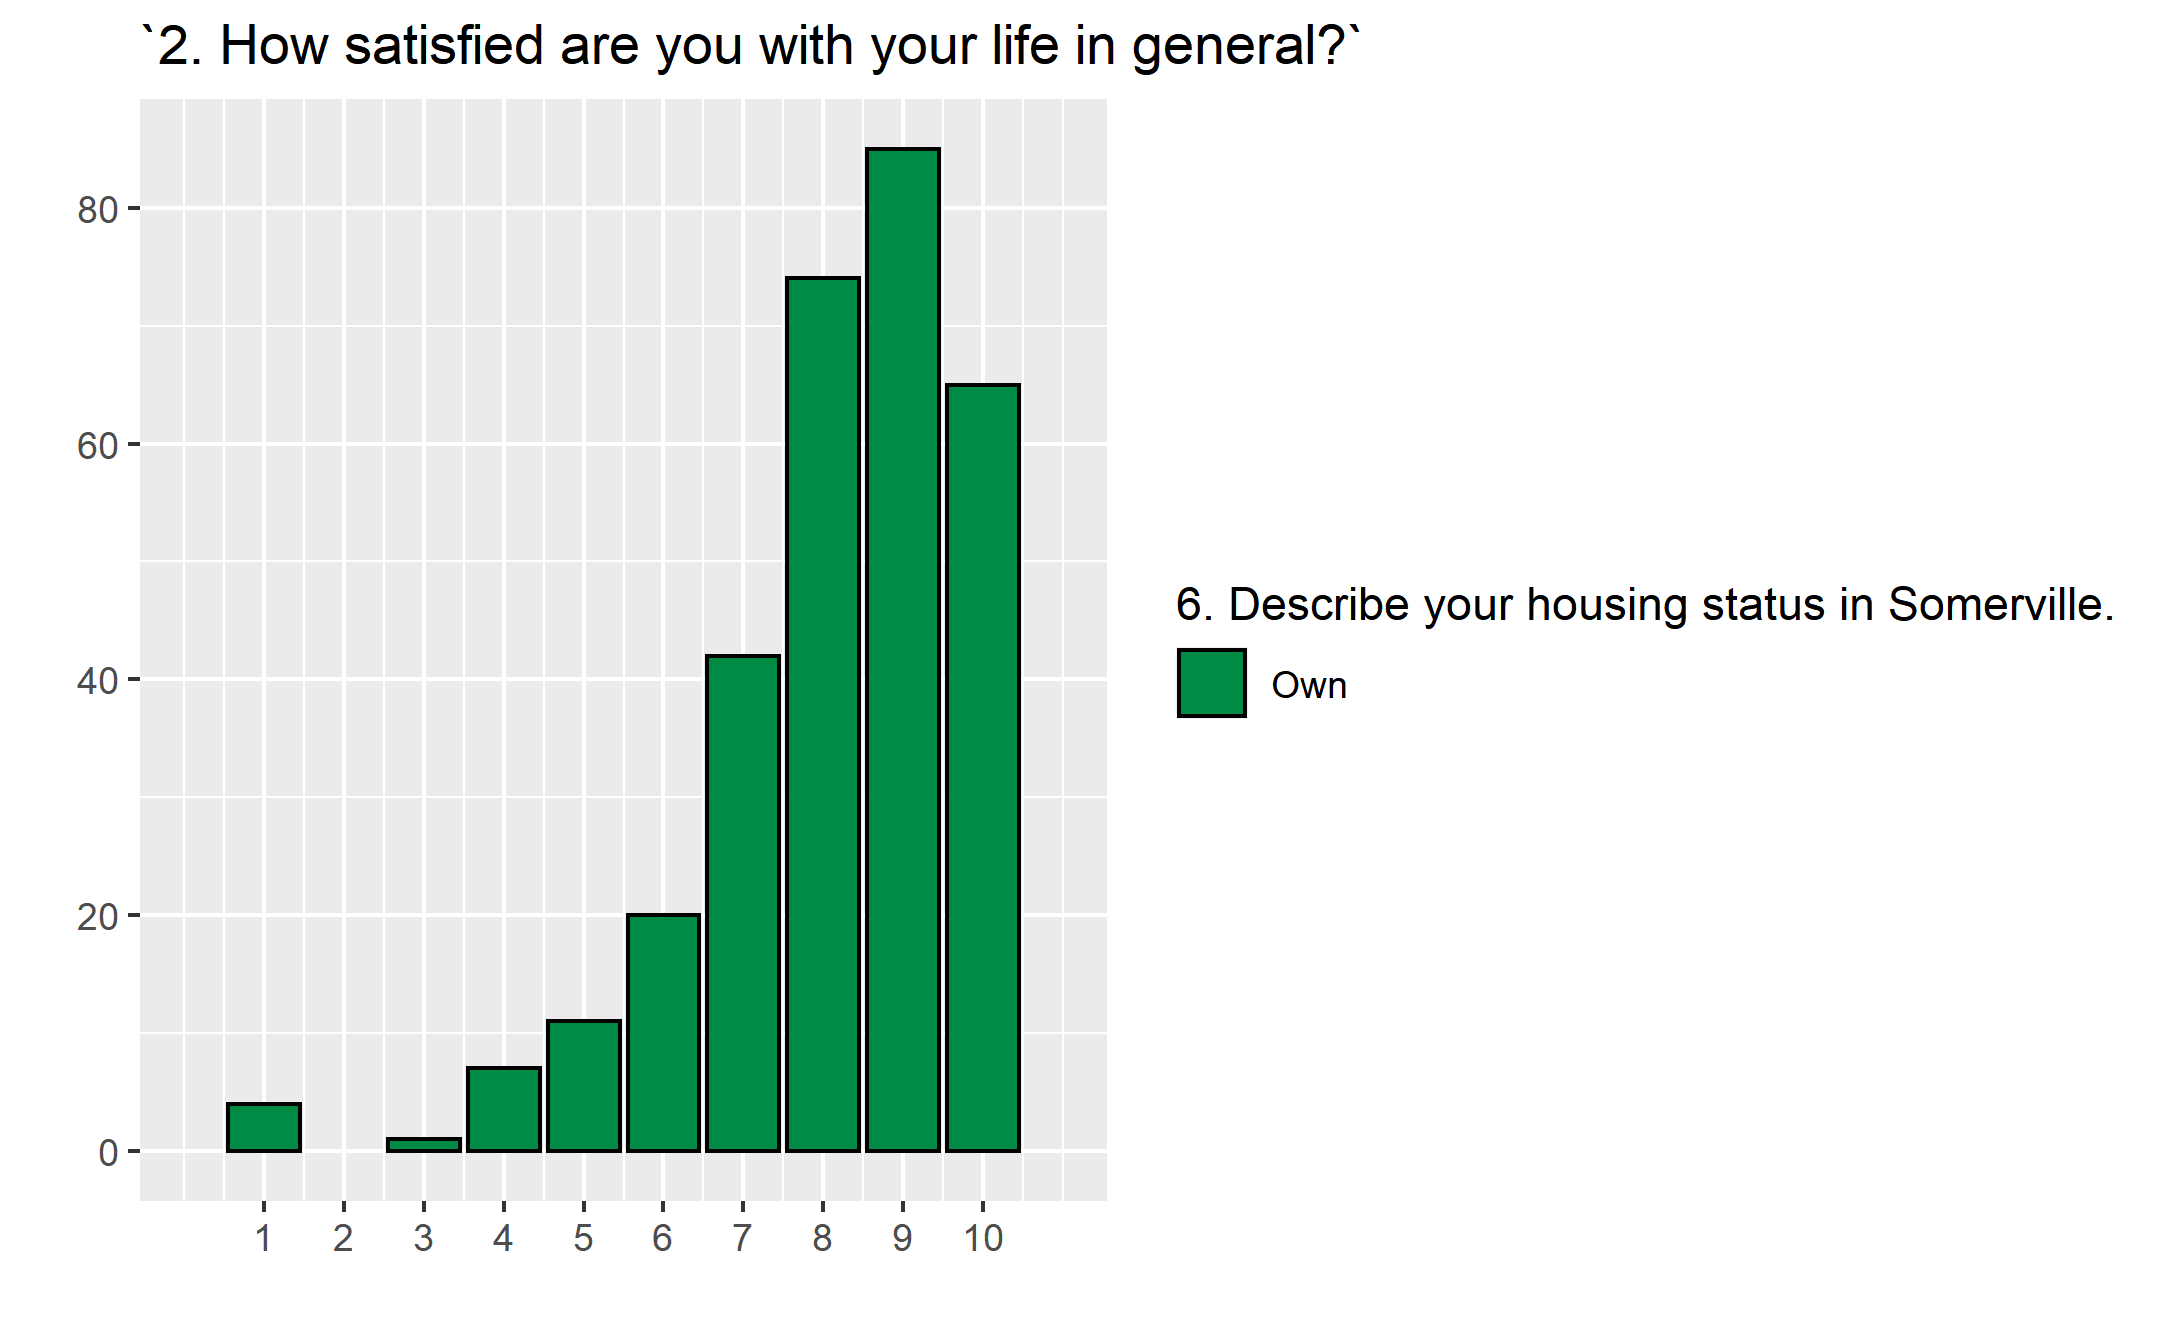 `2. How satisfied are you with your life in general?`
80
60
40
20
0
1 2 3 4 5 6 7 8 9 10
6. Describe your housing status in Somerville.
Own